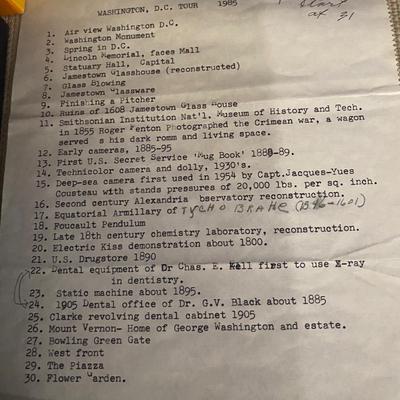 WASHINGTON, D.C. TOUR 1985
Start
at 31
1. Air view Washington D.C.
2. Washington Monument
3. Spring in D.C.
4. Lincoln Memorial, faces Mall
5. Statuary Hall, Capital
6. Jamestown Glasshouse (reconstructed)
7. Glass Blowing
8. Jamestown Glassware
9. Finishing a Pitcher
10. Ruins of 1608 Jamestown Glass House
11. Smithsonian Institution Nat'l. Museum of History and Tech.
in 1855 Roger Fenton Photographed the Crimean war, a wagon
served s his dark romm and living space.
12. Early cameras, 1885-95
13. First U.S. Secret Service 'Mug Book' 1880-89.
14. Technicolor camera and dolly, 1930's.
15. Deep-sea camera first used in 1954 by Capt.Jacques-Yues
Cousteau with stands pressures of 20,000 lbs. per sq. inch.
16. Second century Alexandria bservatory reconstruction.
17. Equatorial Armillary of TYCHO BRAHE (1546-1601)
18. Foucault Pendulum
19. Late 18th century chemistry laboratory, reconstruction.
20. Electric Kiss demonstration about 1800.
21. U.S. Drugstore 1890
22. Dental equipment of Dr Chas. E. Kell first to use X-ray
in dentistry.
23. Static machine about 1895.
24. 1905 Dental office of Dr. G.V. Black about 1885
25. Clarke revolving dental cabinet 1905
26. Mount Vernon- Home of George Washington and estate.
27. Bowling Green Gate
28. West front
29. The Piazza
30. Flower Garden.